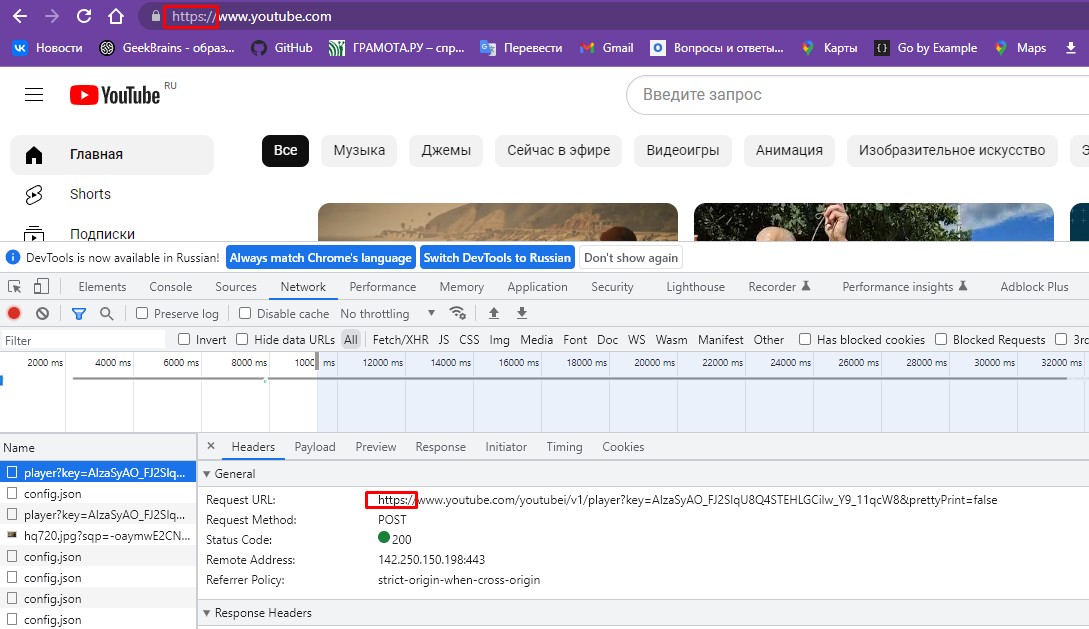 https://www.youtube.com
Новости GeekBrains - образ... GitHub ГРАМОТА.РУ – спр... Перевести Gmail Вопросы и ответы... Карты Go by Example Maps
YouTube RU
Введите запрос
Главная
Shorts
Подписки
Все Музыка Джемы Сейчас в эфире Видеоигры Анимация Изобразительное искусство
DevTools is now available in Russian! Always match Chrome's language Switch DevTools to Russian Don't show again
Elements Console Sources Network Performance Memory Application Security Lighthouse Recorder Performance insights Adblock Plus
Preserve log Disable cache No throttling
Filter Invert Hide data URLs All Fetch/XHR JS CSS Img Media Font Doc WS Wasm Manifest Other Has blocked cookies Blocked Requests 3rd
2000 ms 4000 ms 6000 ms 8000 ms 1000 ms 12000 ms 14000 ms 16000 ms 18000 ms 20000 ms 22000 ms 24000 ms 26000 ms 28000 ms 30000 ms 32000 ms
Name
player?key=AIzaSyAO_FJ2Slq...
config.json
player?key=AIzaSyAO_FJ2Slq...
hq720.jpg?sqp=-oaymwE2CN...
config.json
config.json
config.json
config.json
× Headers Payload Preview Response Initiator Timing Cookies
General
Request URL: https://www.youtube.com/youtubei/v1/player?key=AIzaSyAO_FJ2SlqU8Q4STEHLGCilw_Y9_11qcW8&prettyPrint=false
Request Method: POST
Status Code: 200
Remote Address: 142.250.150.198:443
Referrer Policy: strict-origin-when-cross-origin
Response Headers